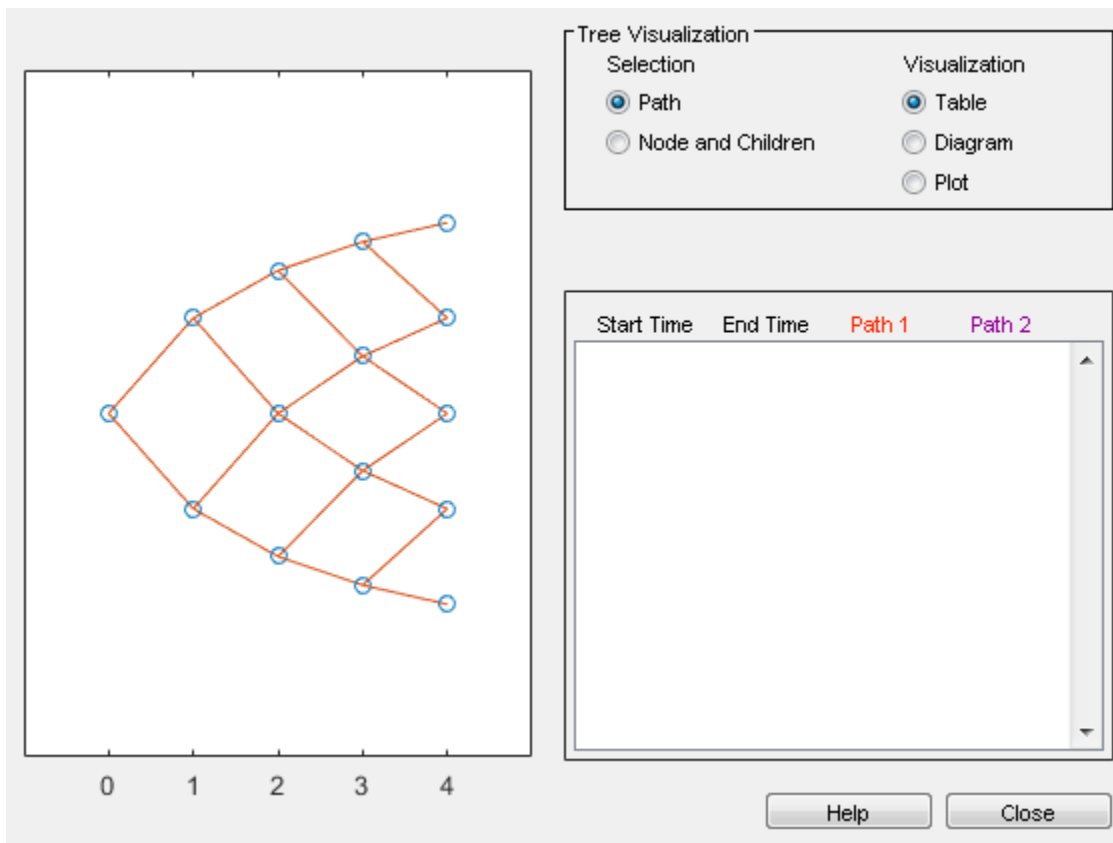 Tree Visualization
Selection
Visualization
Path
Table
Node and Children
Diagram
Plot
Start Time End Time Path 1 Path 2
0 1 2 3 4
Help
Close